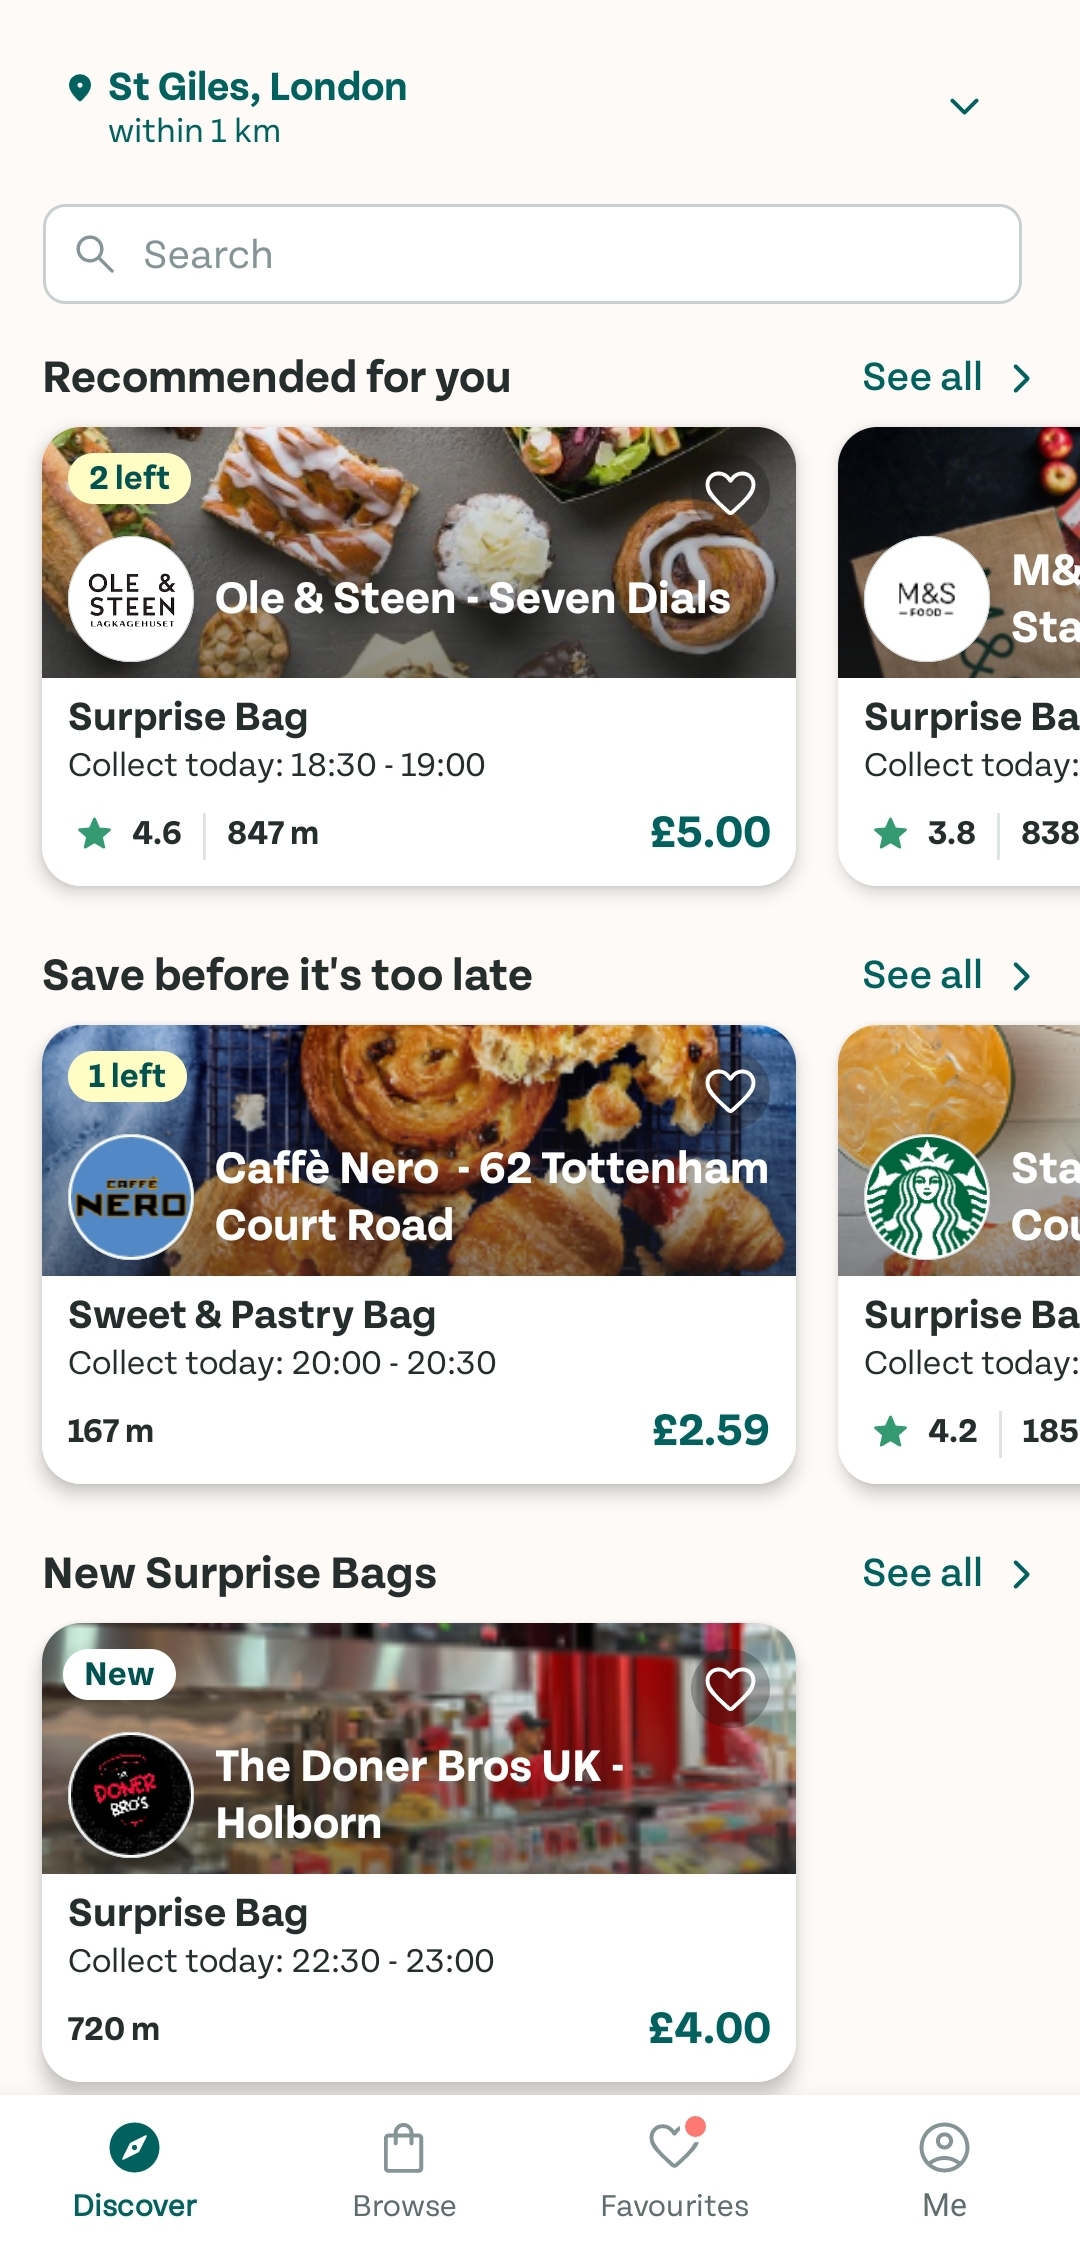 St Giles, London
within 1 km
Search
Recommended for you
See all
2 left
OLE &
STEEN
LAGKAGEHUSET
Ole & Steen - Seven Dials
Surprise Bag
Collect today: 18:30 - 19:00
4.6
847 m
£5.00
M&S
FOOD
M&
Sta
Surprise Ba
Collect today:
3.8
838
Save before it's too late
See all
1 left
CAFFÈ
NERO
Caffè Nero - 62 Tottenham
Court Road
Sweet & Pastry Bag
Collect today: 20:00 - 20:30
167 m
£2.59
Sta
Cou
Surprise Ba
Collect today:
4.2
185
New Surprise Bags
See all
New
DONER
BRO'S
The Doner Bros UK -
Holborn
Surprise Bag
Collect today: 22:30 - 23:00
720 m
£4.00
Discover
Browse
Favourites
Me